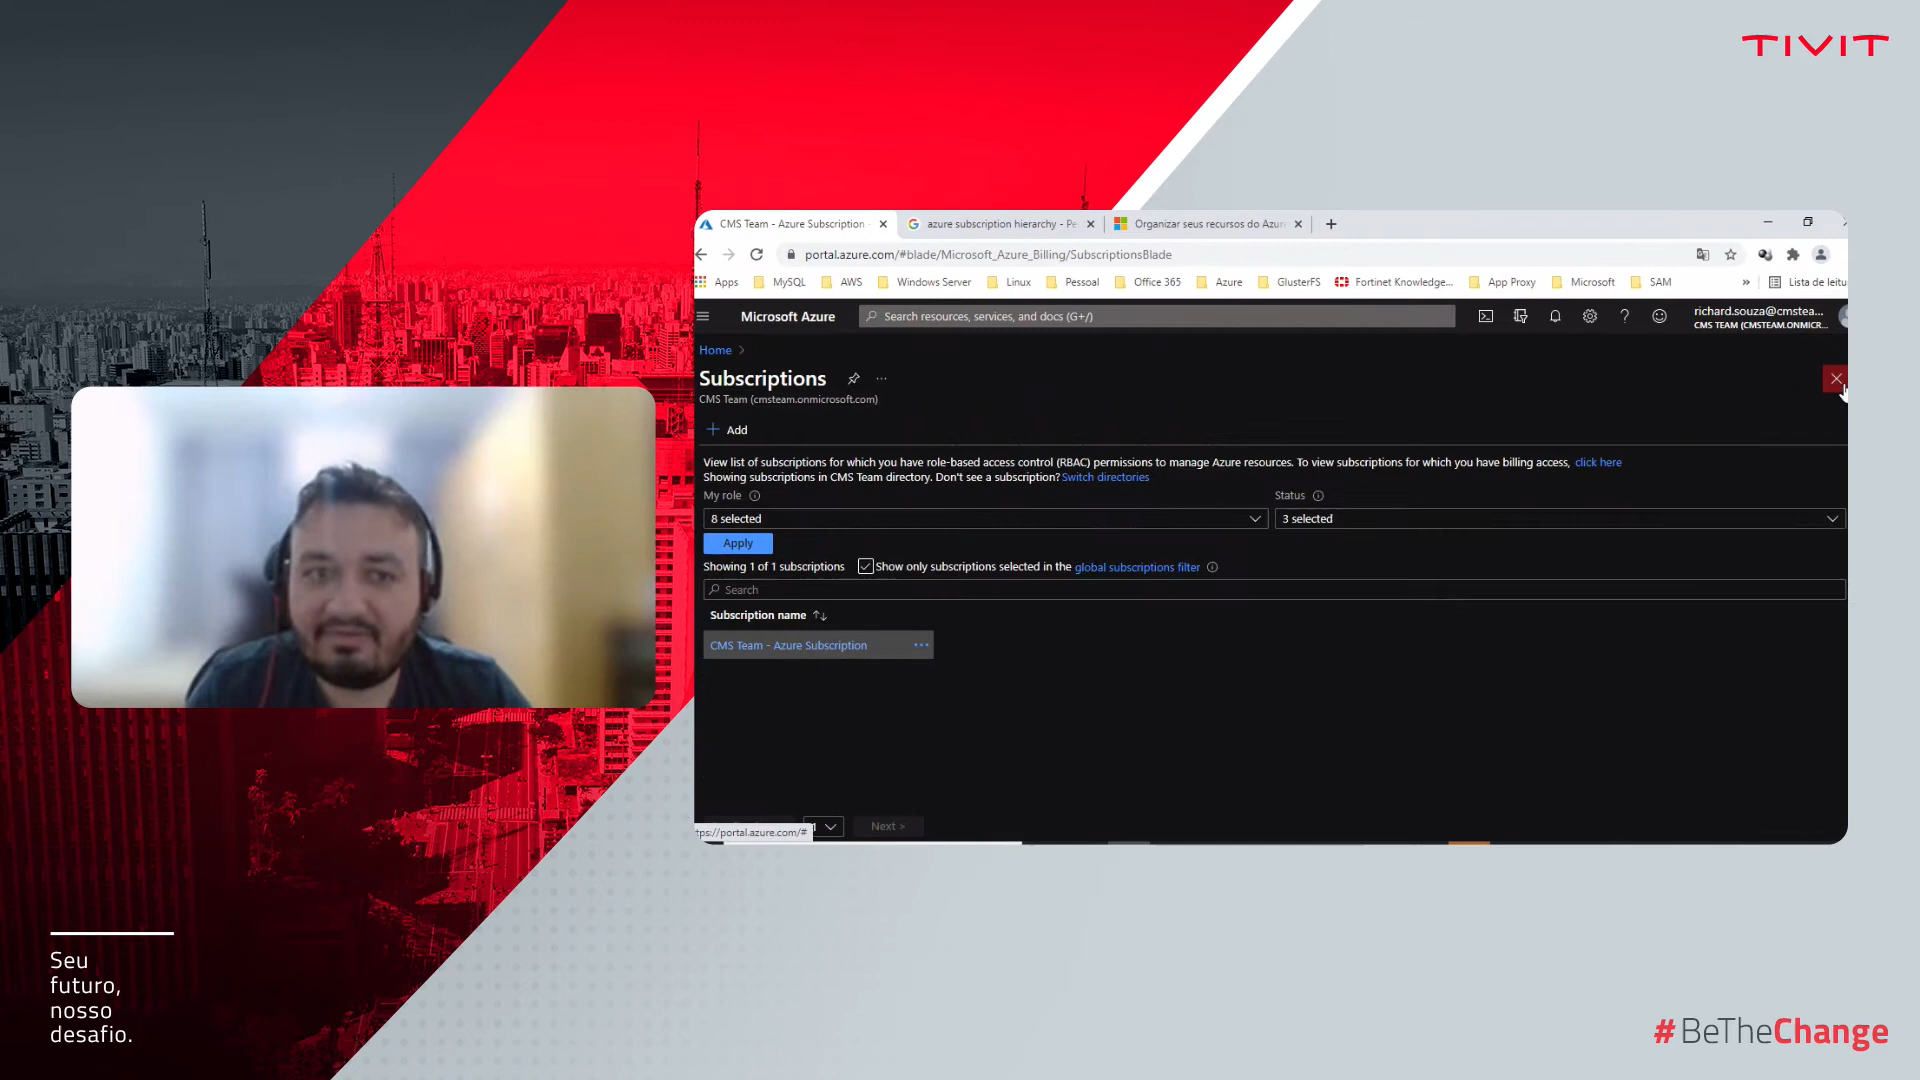 TIVIT
CMS Team - Azure Subscription
azure subscription hierarchy - Pe
Organizar seus recursos do Azur
portal.azure.com/#blade/Microsoft_Azure_Billing/SubscriptionsBlade
Apps MySQL AWS Windows Server Linux Pessoal Office 365 Azure GlusterFS Fortinet Knowledge... App Proxy Microsoft SAM » Lista de leitu
Microsoft Azure
Search resources, services, and docs (G+/)
richard.souza@cmstea...
CMS TEAM (CMSTEAM.ONMICR...
Home >
Subscriptions
CMS Team (cmsteam.onmicrosoft.com)
+ Add
View list of subscriptions for which you have role-based access control (RBAC) permissions to manage Azure resources. To view subscriptions for which you have billing access, click here
Showing subscriptions in CMS Team directory. Don't see a subscription? Switch directories
My role
Status
8 selected
3 selected
Apply
Showing 1 of 1 subscriptions
Show only subscriptions selected in the global subscriptions filter
Search
Subscription name
CMS Team - Azure Subscription
Next >
tps://portal.azure.com/#
Seu
futuro,
nosso
desafio.
#BeTheChange